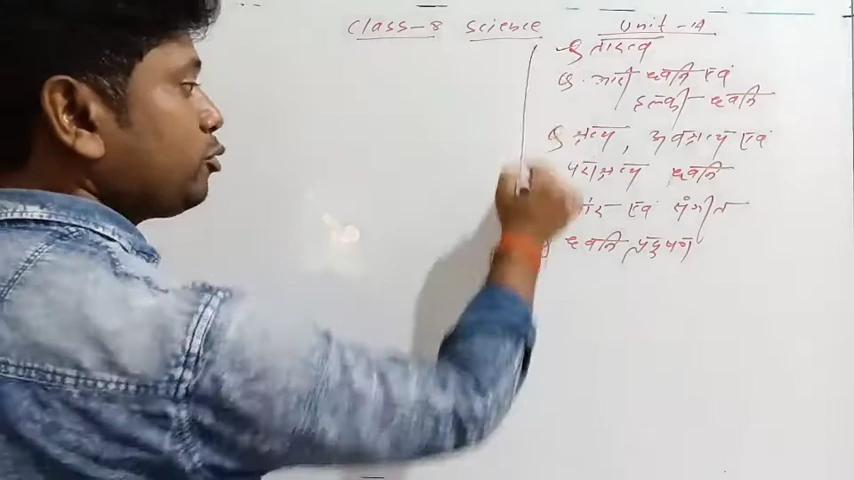 Class-8 Science Unit-14
तारत्व
भारी ध्वनि एवं
हल्की ध्वनि
श्रव्य, अवश्रव्य एवं
पराश्रव्य ध्वनि
शोर एवं संगीत
ध्वनि प्रदुषण